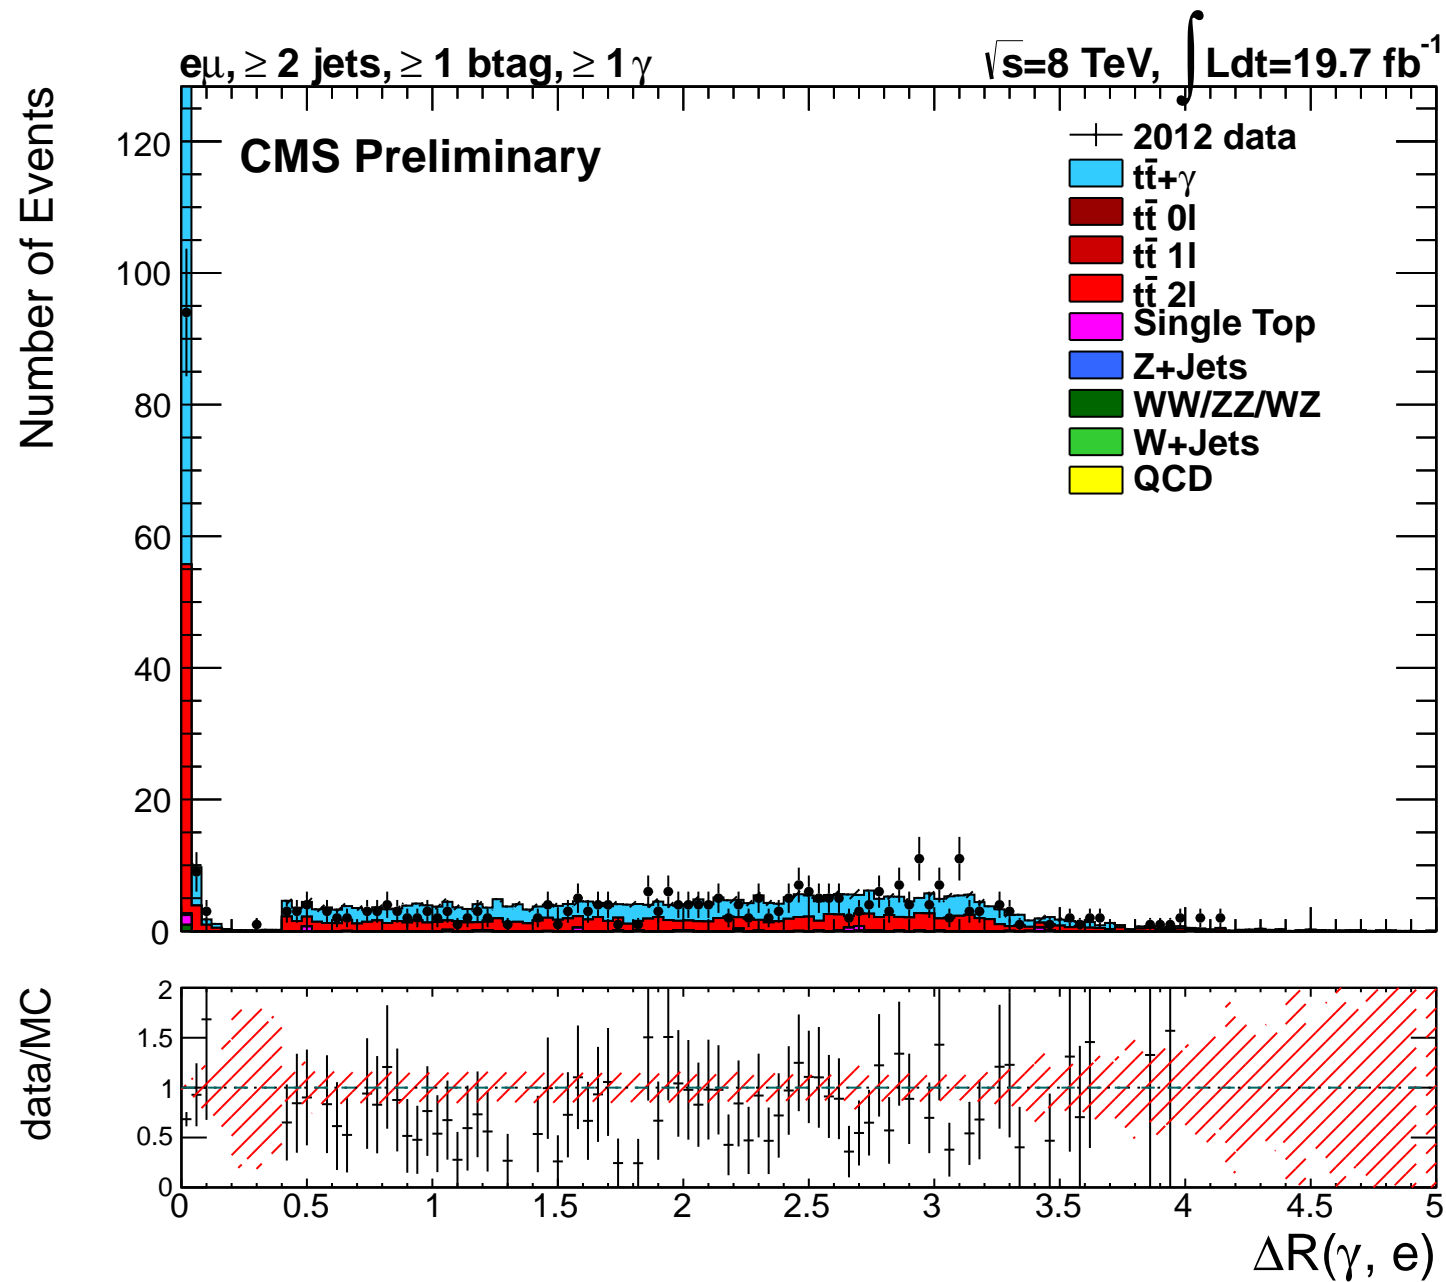 eμ, ≥ 2 jets, ≥ 1 btag, ≥ 1 γ
√s=8 TeV, ∫ Ldt=19.7 fb⁻¹
CMS Preliminary
2012 data
tt̄+γ
tt̄ 0l
tt̄ 1l
tt̄ 2l
Single Top
Z+Jets
WW/ZZ/WZ
W+Jets
QCD
Number of Events
120
100
80
60
40
20
0
data/MC
2
1.5
1
0.5
0
0 0.5 1 1.5 2 2.5 3 3.5 4 4.5 5
ΔR(γ, e)